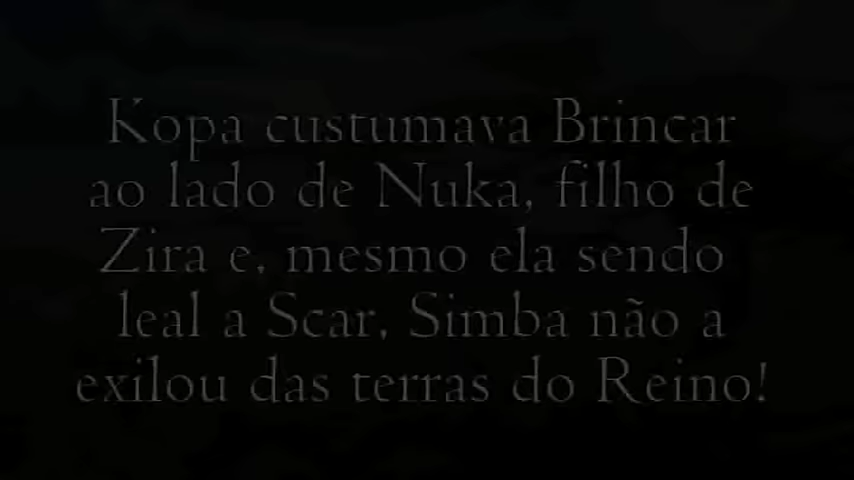 Kopa custumava Brincar
ao lado de Nuka, filho de
Zira e, mesmo ela sendo
leal a Scar, Simba não a
exilou das terras do Reino!